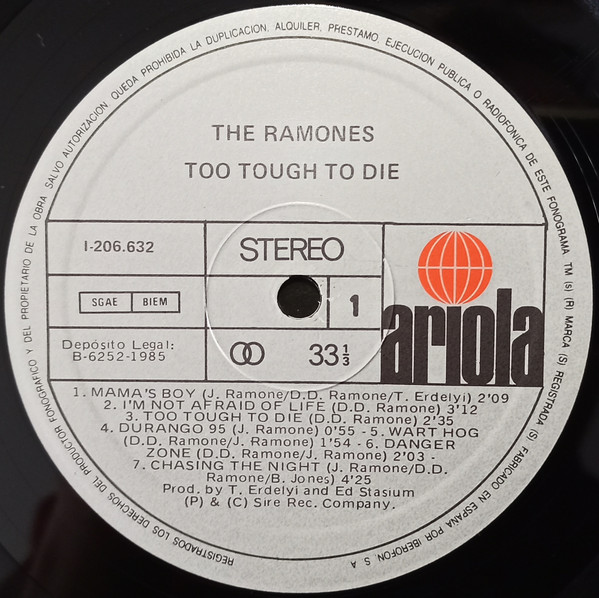 SALVO AUTORIZACION QUEDA PROHIBIDA LA DUPLICACION, ALQUILER, PRESTAMO, EJECUCION PUBLICA O RADIOFONICA DE ESTE FONOGRAMA TM (s) (R) MARCA (S) REGISTRADA (S) FABRICADO EN ESPAÑA POR IBEROFON, S A
REGISTRADOS LOS DERECHOS DEL PRODUCTOR FONOGRAFICO Y DEL PROPIETARIO DE LA OBRA
THE RAMONES
TOO TOUGH TO DIE
I-206.632
STEREO
SGAE BIEM
1
ariola
Depósito Legal:
B-6252-1985
33 1/3
1. MAMA'S BOY (J. Ramone/D.D. Ramone/T. Erdelyi) 2'09
2. I'M NOT AFRAID OF LIFE (D.D. Ramone) 3'12
3. TOO TOUGH TO DIE (D.D. Ramone) 2'35
4. DURANGO 95 (J. Ramone) 0'55 - 5. WART HOG
(D.D. Ramone/J. Ramone) 1'54 - 6. DANGER
ZONE (D.D. Ramone/J. Ramone) 2'03 -
7. CHASING THE NIGHT (J. Ramone/D.D.
Ramone/B. Jones) 4'25
Prod. by T. Erdelyi and Ed Stasium
(P) & (C) Sire Rec. Company.